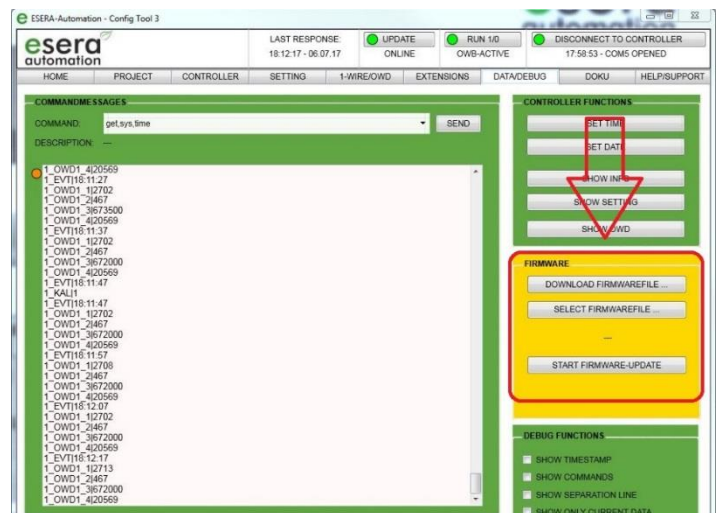 ESERA-Automation - Config Tool 3
automation
esera
automation
LAST RESPONSE:
18:12:17 - 06.07.17
UPDATE
ONLINE
RUN 1/0
OWB-ACTIVE
DISCONNECT TO CONTROLLER
17:58:53 - COM5 OPENED
HOME PROJECT CONTROLLER SETTING 1-WIRE/OWD EXTENSIONS DATA/DEBUG DOKU HELP/SUPPORT
COMMANDMESSAGES
COMMAND: get,sys,time SEND
DESCRIPTION: ---
1_OWD1_4|20569
1_EVT|18:11:27
1_OWD1_1|2702
1_OWD1_2|467
1_OWD1_3|673500
1_OWD1_4|20569
1_EVT|18:11:37
1_OWD1_1|2702
1_OWD1_2|467
1_OWD1_3|672000
1_OWD1_4|20569
1_EVT|18:11:47
1_KAL|1
1_EVT|18:11:47
1_OWD1_1|2702
1_OWD1_2|467
1_OWD1_3|672000
1_OWD1_4|20569
1_EVT|18:11:57
1_OWD1_1|2708
1_OWD1_2|467
1_OWD1_3|672000
1_OWD1_4|20569
1_EVT|18:12:07
1_OWD1_1|2702
1_OWD1_2|467
1_OWD1_3|672000
1_OWD1_4|20569
1_EVT|18:12:17
1_OWD1_1|2713
1_OWD1_2|467
1_OWD1_3|672000
1_OWD1_4|20569
CONTROLLER FUNCTIONS
SET TIME
SET DATE
SHOW INFO
SHOW SETTING
SHOW OWD
FIRMWARE
DOWNLOAD FIRMWAREFILE ...
SELECT FIRMWAREFILE ...
---
START FIRMWARE-UPDATE
DEBUG FUNCTIONS
SHOW TIMESTAMP
SHOW COMMANDS
SHOW SEPARATION LINE
SHOW ONLY CURRENT DATA